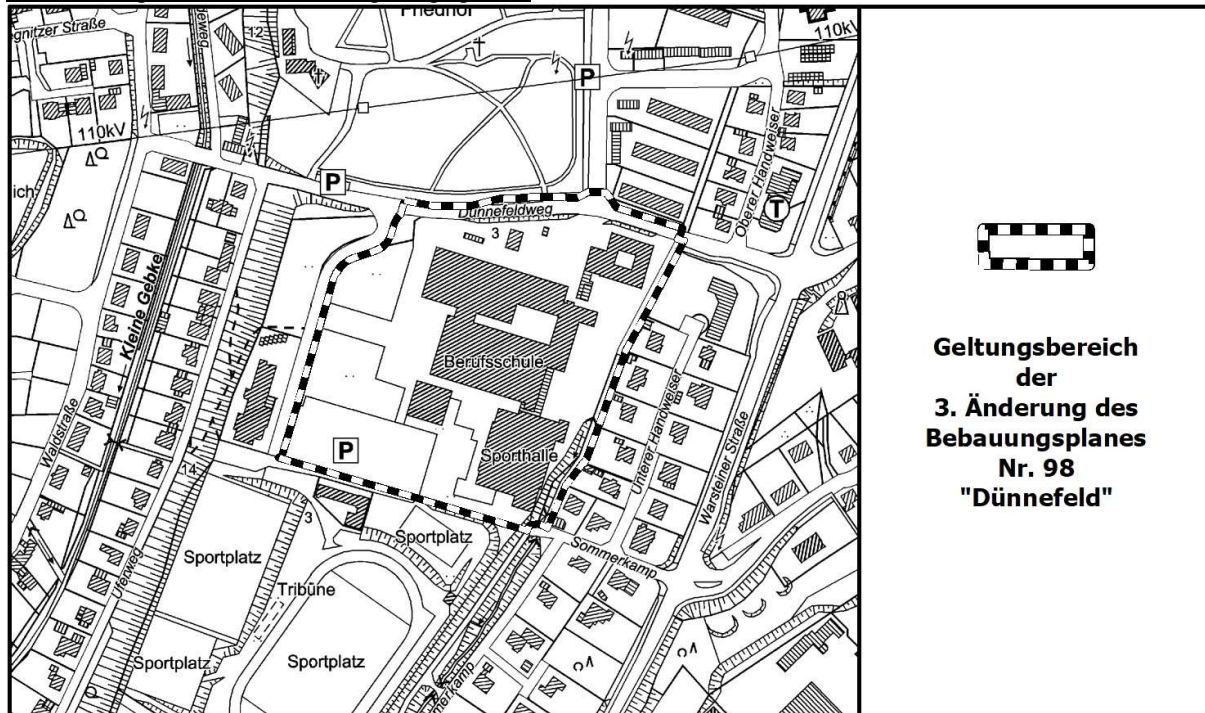 Friedhof
gnitzer Straße
12
110kV
P
110kV
P
Dünnefeldweg
Oberer Handweiser
T
3
Kleine Gebke
Berufsschule
Waldstraße
P
Sporthalle
Unterer Handweiser
Warsteiner Straße
14
3
Sportplatz
Sommerkamp
Sportplatz
Tribüne
Uferweg
Sportplatz
Sportplatz
merkamp
Geltungsbereich
der
3. Änderung des
Bebauungsplanes
Nr. 98
"Dünnefeld"